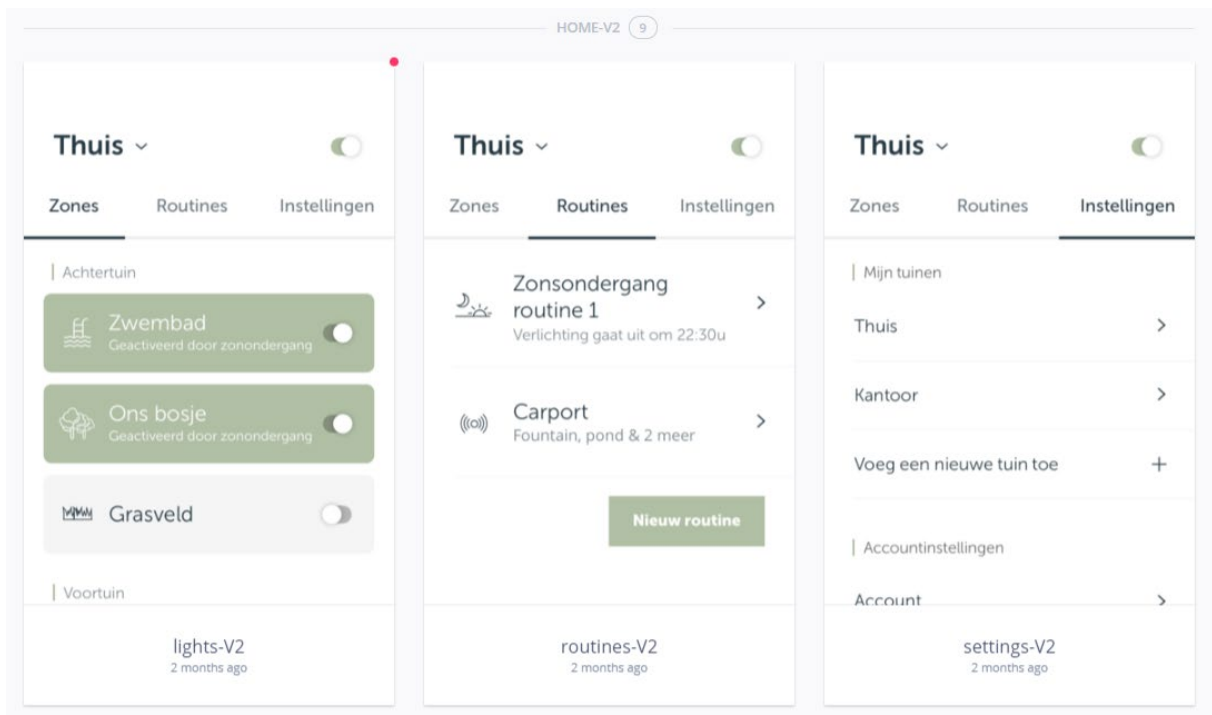 HOME-V2 9
Thuis
Zones Routines Instellingen
Achtertuin
Zwembad
Geactiveerd door zonondergang
Ons bosje
Geactiveerd door zonondergang
Grasveld
Voortuin
lights-V2
2 months ago
Thuis
Zones Routines Instellingen
Zonsondergang
routine 1
Verlichting gaat uit om 22:30u
Carport
Fountain, pond & 2 meer
Nieuw routine
routines-V2
2 months ago
Thuis
Zones Routines Instellingen
Mijn tuinen
Thuis
Kantoor
Voeg een nieuwe tuin toe
Accountinstellingen
Account
settings-V2
2 months ago